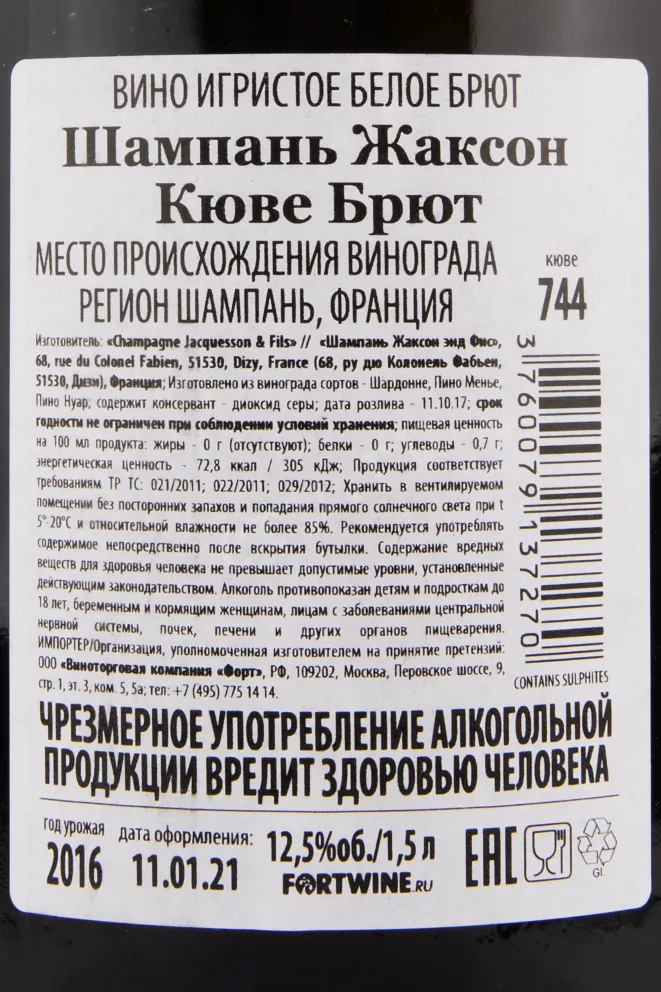 ВИНО ИГРИСТОЕ БЕЛОЕ БРЮТ
Шампань Жаксон
Кюве Брют
МЕСТО ПРОИСХОЖДЕНИЯ ВИНОГРАДА
РЕГИОН ШАМПАНЬ, ФРАНЦИЯ
кюве
744
Изготовитель: «Champagne Jacquesson & Fils» // «Шампань Жаксон энд Фис»,
68, rue du Colonel Fabien, 51530, Dizy, France (68, ру дю Колонель Фабьен,
51530, Дизи), Франция; Изготовлено из винограда сортов - Шардонне, Пино Менье,
Пино Нуар; содержит консервант - диоксид серы; дата розлива - 11.10.17; срок
годности не ограничен при соблюдении условий хранения; пищевая ценность
на 100 мл продукта: жиры - 0 г (отсутствуют); белки - 0 г; углеводы - 0,7 г;
энергетическая ценность - 72,8 ккал / 305 кДж; Продукция соответствует
требованиям ТР ТС: 021/2011; 022/2011; 029/2012; Хранить в вентилируемом
помещении без посторонних запахов и попадания прямого солнечного света при t
5°-20°С и относительной влажности не более 85%. Рекомендуется употреблять
содержимое непосредственно после вскрытия бутылки. Содержание вредных
веществ для здоровья человека не превышает допустимые уровни, установленные
действующим законодательством. Алкоголь противопоказан детям и подросткам до
18 лет, беременным и кормящим женщинам, лицам с заболеваниями центральной
нервной системы, почек, печени и других органов пищеварения.
ИМПОРТЕР/Организация, уполномоченная изготовителем на принятие претензий:
ООО «Виноторговая компания «Форт», РФ, 109202, Москва, Перовское шоссе, 9,
стр. 1, эт. 3, ком. 5, 5а; тел: +7 (495) 775 14 14.
3 760079 137270
CONTAINS SULPHITES
ЧРЕЗМЕРНОЕ УПОТРЕБЛЕНИЕ АЛКОГОЛЬНОЙ
ПРОДУКЦИИ ВРЕДИТ ЗДОРОВЬЮ ЧЕЛОВЕКА
год урожая
2016
дата оформления:
11.01.21
12,5%об./1,5 л
FORTWINE.RU
EAC
GL